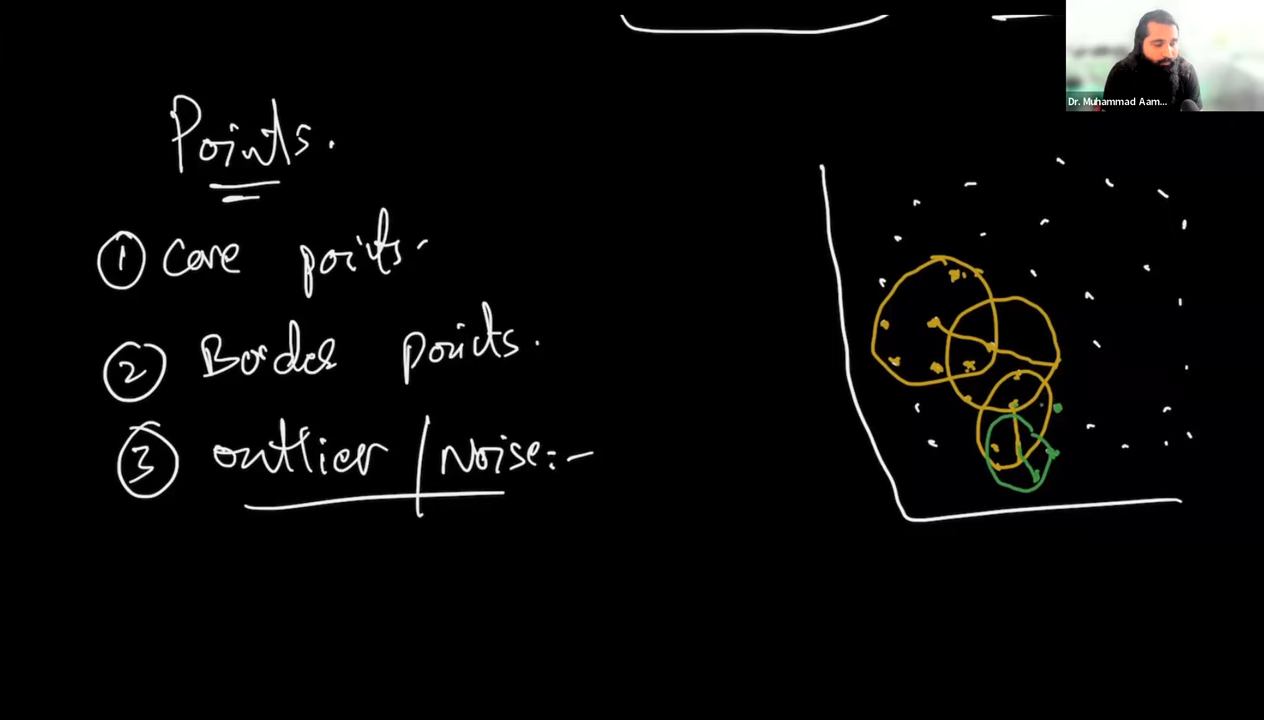 Dr. Muhammad Aam...
Points.
① Core points.
② Border points.
③ outlier / Noise:-